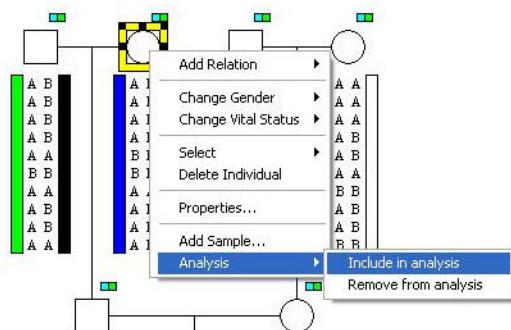 A B
A B
A B
A B
A A
B B
A A
A B
A B
A A
Add Relation
Change Gender
Change Vital Status
Select
Delete Individual
Properties...
Add Sample...
Analysis
Include in analysis
Remove from analysis
A A
A B
A B
A B
A A
A A
B B
A B
A B
B B